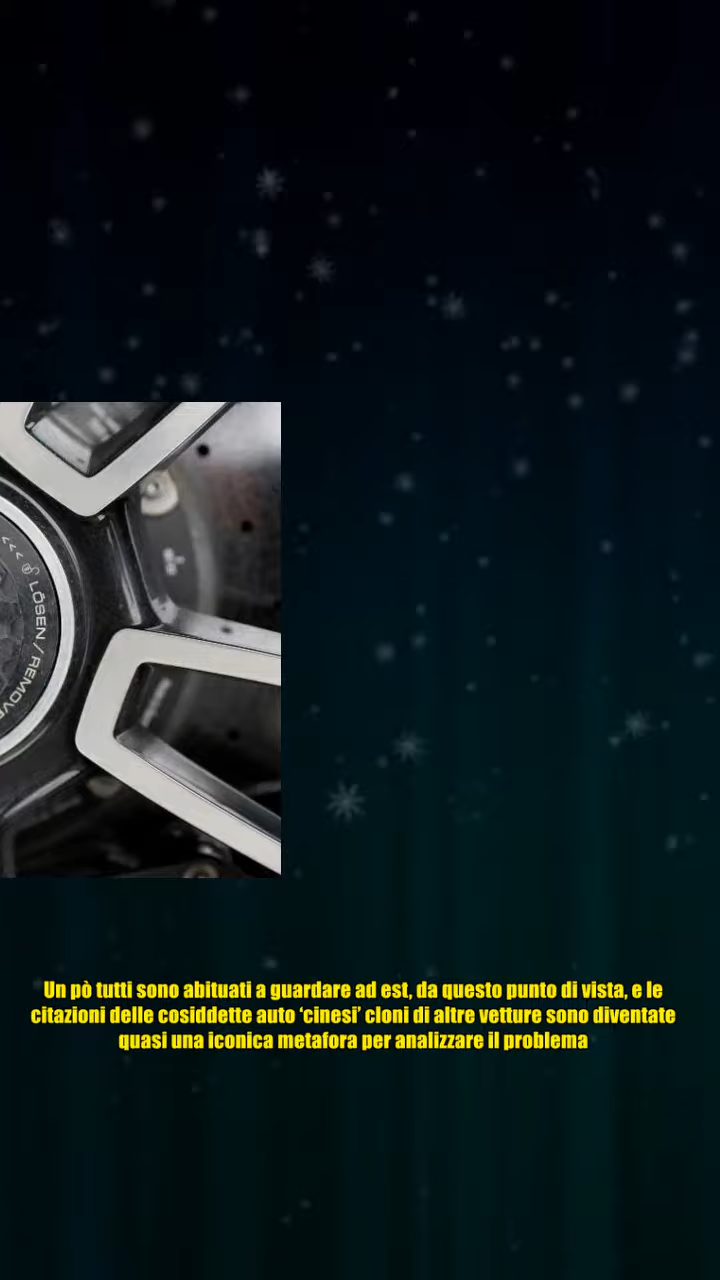 <<< LÖSEN / REMOVE
Un pò tutti sono abituati a guardare ad est, da questo punto di vista, e le
citazioni delle cosiddette auto ‘cinesi’ cloni di altre vetture sono diventate
quasi una iconica metafora per analizzare il problema